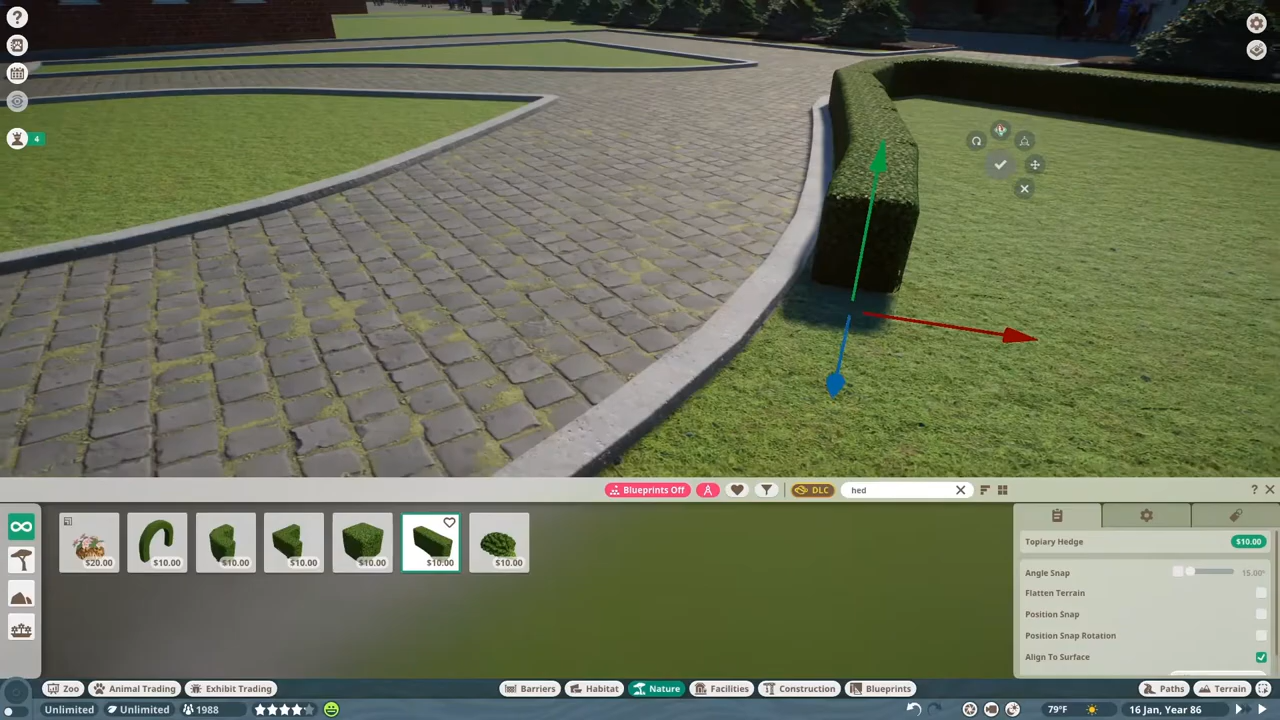 ?
4
Blueprints Off
DLC
hed
?
$20.00
$10.00
$10.00
$10.00
$10.00
$10.00
$10.00
Topiary Hedge
$10.00
Angle Snap
15.00°
Flatten Terrain
Position Snap
Position Snap Rotation
Align To Surface
Zoo
Animal Trading
Exhibit Trading
Barriers
Habitat
Nature
Facilities
Construction
Blueprints
Paths
Terrain
Unlimited
Unlimited
1988
79°F
16 Jan, Year 86